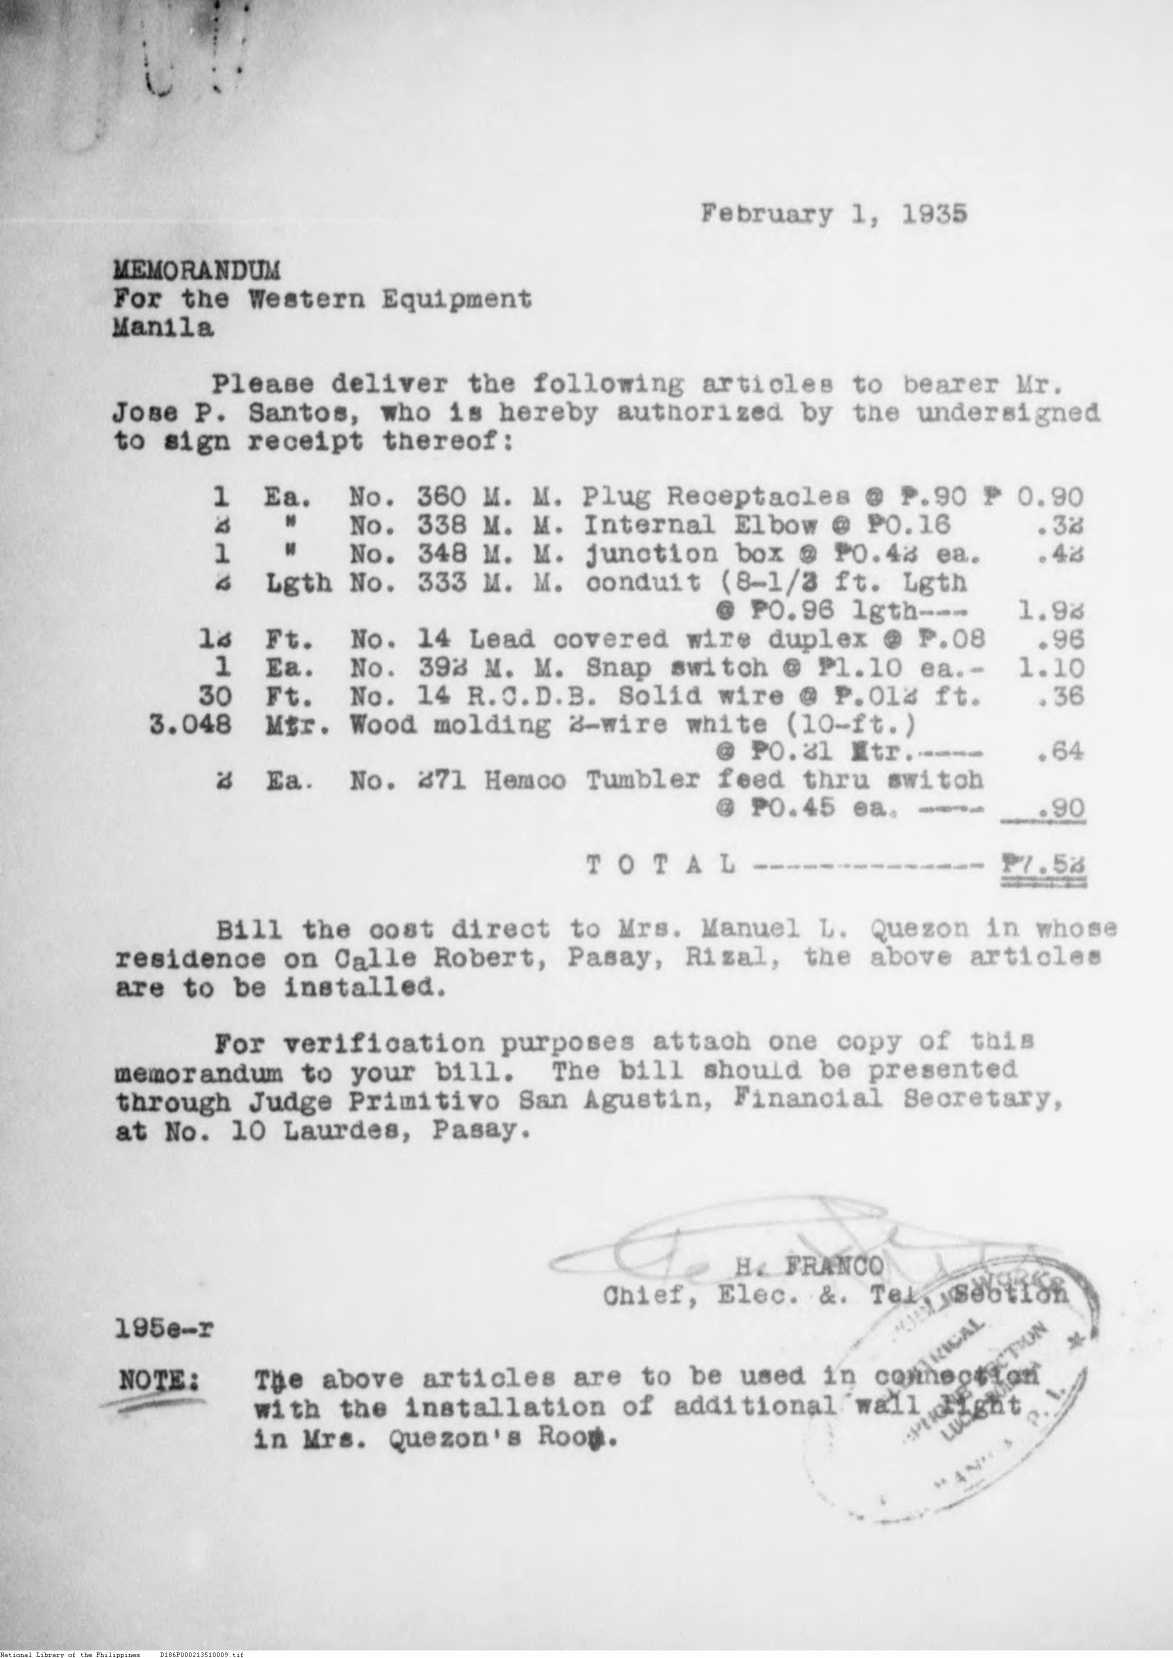 February 1, 1935
MEMORANDUM
For the Western Equipment
Manila
Please deliver the following articles to bearer Mr.
Jose P. Santos, who is hereby authorized by the undersigned
to sign receipt thereof:
1 Ea. No. 360 M. M. Plug Receptacles @ ₱.90 ₱ 0.90
2 " No. 338 M. M. Internal Elbow @ ₱0.16 .32
1 " No. 348 M. M. junction box @ ₱0.42 ea. .42
2 Lgth No. 333 M. M. conduit (8-1/2 ft. Lgth
@ ₱0.96 lgth--- 1.92
12 Ft. No. 14 Lead covered wire duplex @ ₱.08 .96
1 Ea. No. 392 M. M. Snap switch @ ₱1.10 ea.- 1.10
30 Ft. No. 14 R.C.D.B. Solid wire @ ₱.012 ft. .36
3.048 Mtr. Wood molding 2-wire white (10-ft.)
@ ₱0.21 Mtr.---- .64
2 Ea. No. 271 Hemco Tumbler feed thru switch
@ ₱0.45 ea. ---- .90
T O T A L -------------- ₱7.52
Bill the cost direct to Mrs. Manuel L. Quezon in whose
residence on Calle Robert, Pasay, Rizal, the above articles
are to be installed.
For verification purposes attach one copy of this
memorandum to your bill. The bill should be presented
through Judge Primitivo San Agustin, Financial Secretary,
at No. 10 Laurdes, Pasay.
H. FRANCO
Chief, Elec. &. Tel. Section
195e-r
NOTE: The above articles are to be used in connection
with the installation of additional wall light
in Mrs. Quezon's Room.
WORKS
P. I.
National Library of the Philippines D186P000213510009.tif